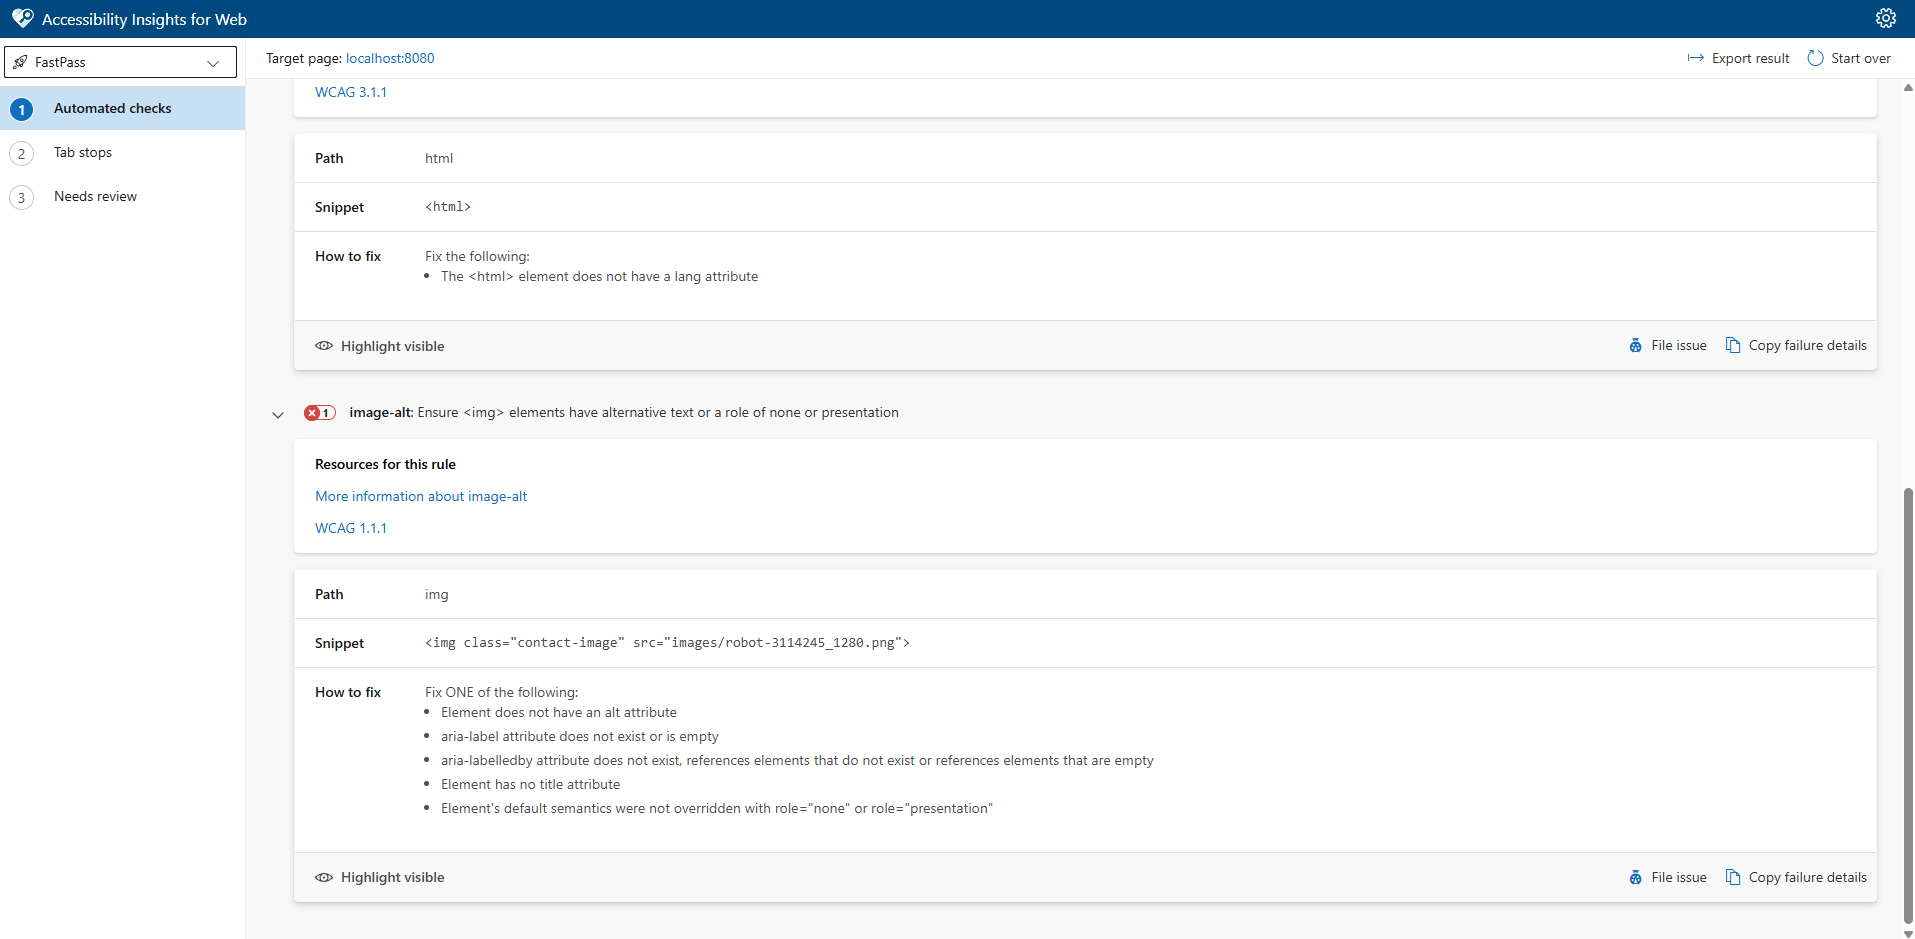 Accessibility Insights for Web
FastPass
Target page: localhost:8080
Export result
Start over
1 Automated checks
2 Tab stops
3 Needs review
WCAG 3.1.1
Path html
Snippet <html>
How to fix Fix the following:
• The <html> element does not have a lang attribute
Highlight visible
File issue
Copy failure details
1 image-alt: Ensure <img> elements have alternative text or a role of none or presentation
Resources for this rule
More information about image-alt
WCAG 1.1.1
Path img
Snippet <img class="contact-image" src="images/robot-3114245_1280.png">
How to fix Fix ONE of the following:
• Element does not have an alt attribute
• aria-label attribute does not exist or is empty
• aria-labelledby attribute does not exist, references elements that do not exist or references elements that are empty
• Element has no title attribute
• Element's default semantics were not overridden with role="none" or role="presentation"
Highlight visible
File issue
Copy failure details